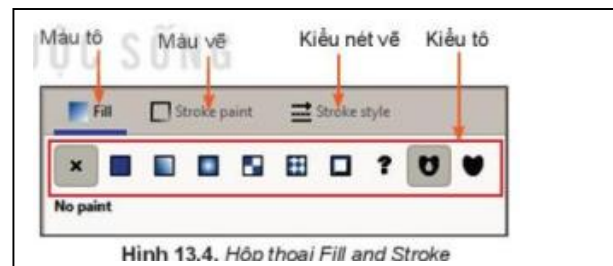 Màu tô Màu vẽ Kiểu nét vẽ Kiểu tô
Fill Stroke paint Stroke style
?
No paint
Hình 13.4. Hộp thoại Fill and Stroke